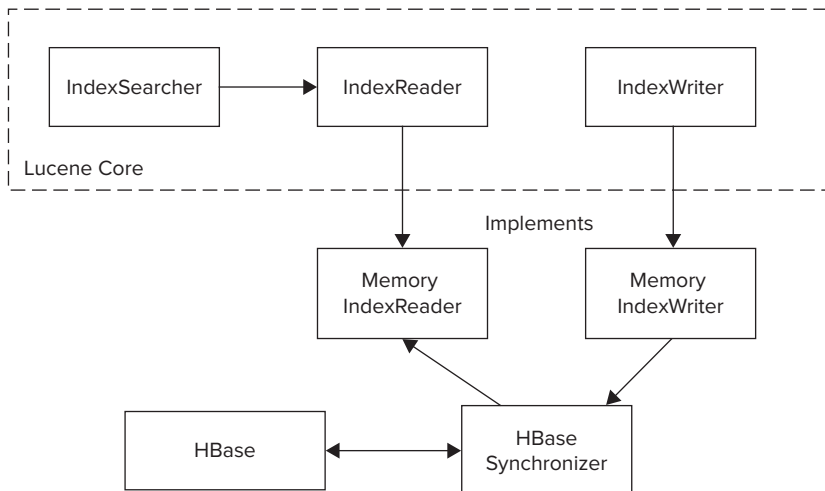 IndexSearcher
IndexReader
IndexWriter
Lucene Core
Implements
Memory
IndexReader
Memory
IndexWriter
HBase
HBase
Synchronizer